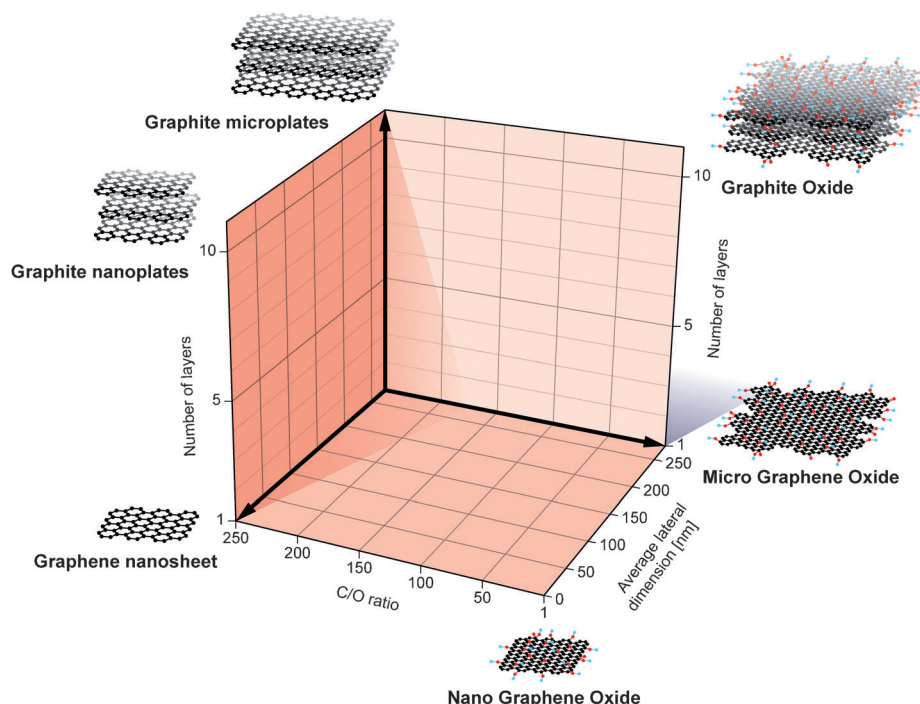 Graphite microplates
Graphite Oxide
Graphite nanoplates
10
5
1
Number of layers
10
5
1
Number of layers
Micro Graphene Oxide
Graphene nanosheet
250
200
150
100
50
1
C/O ratio
250
200
150
100
50
0
Average lateral
dimension [nm]
Nano Graphene Oxide